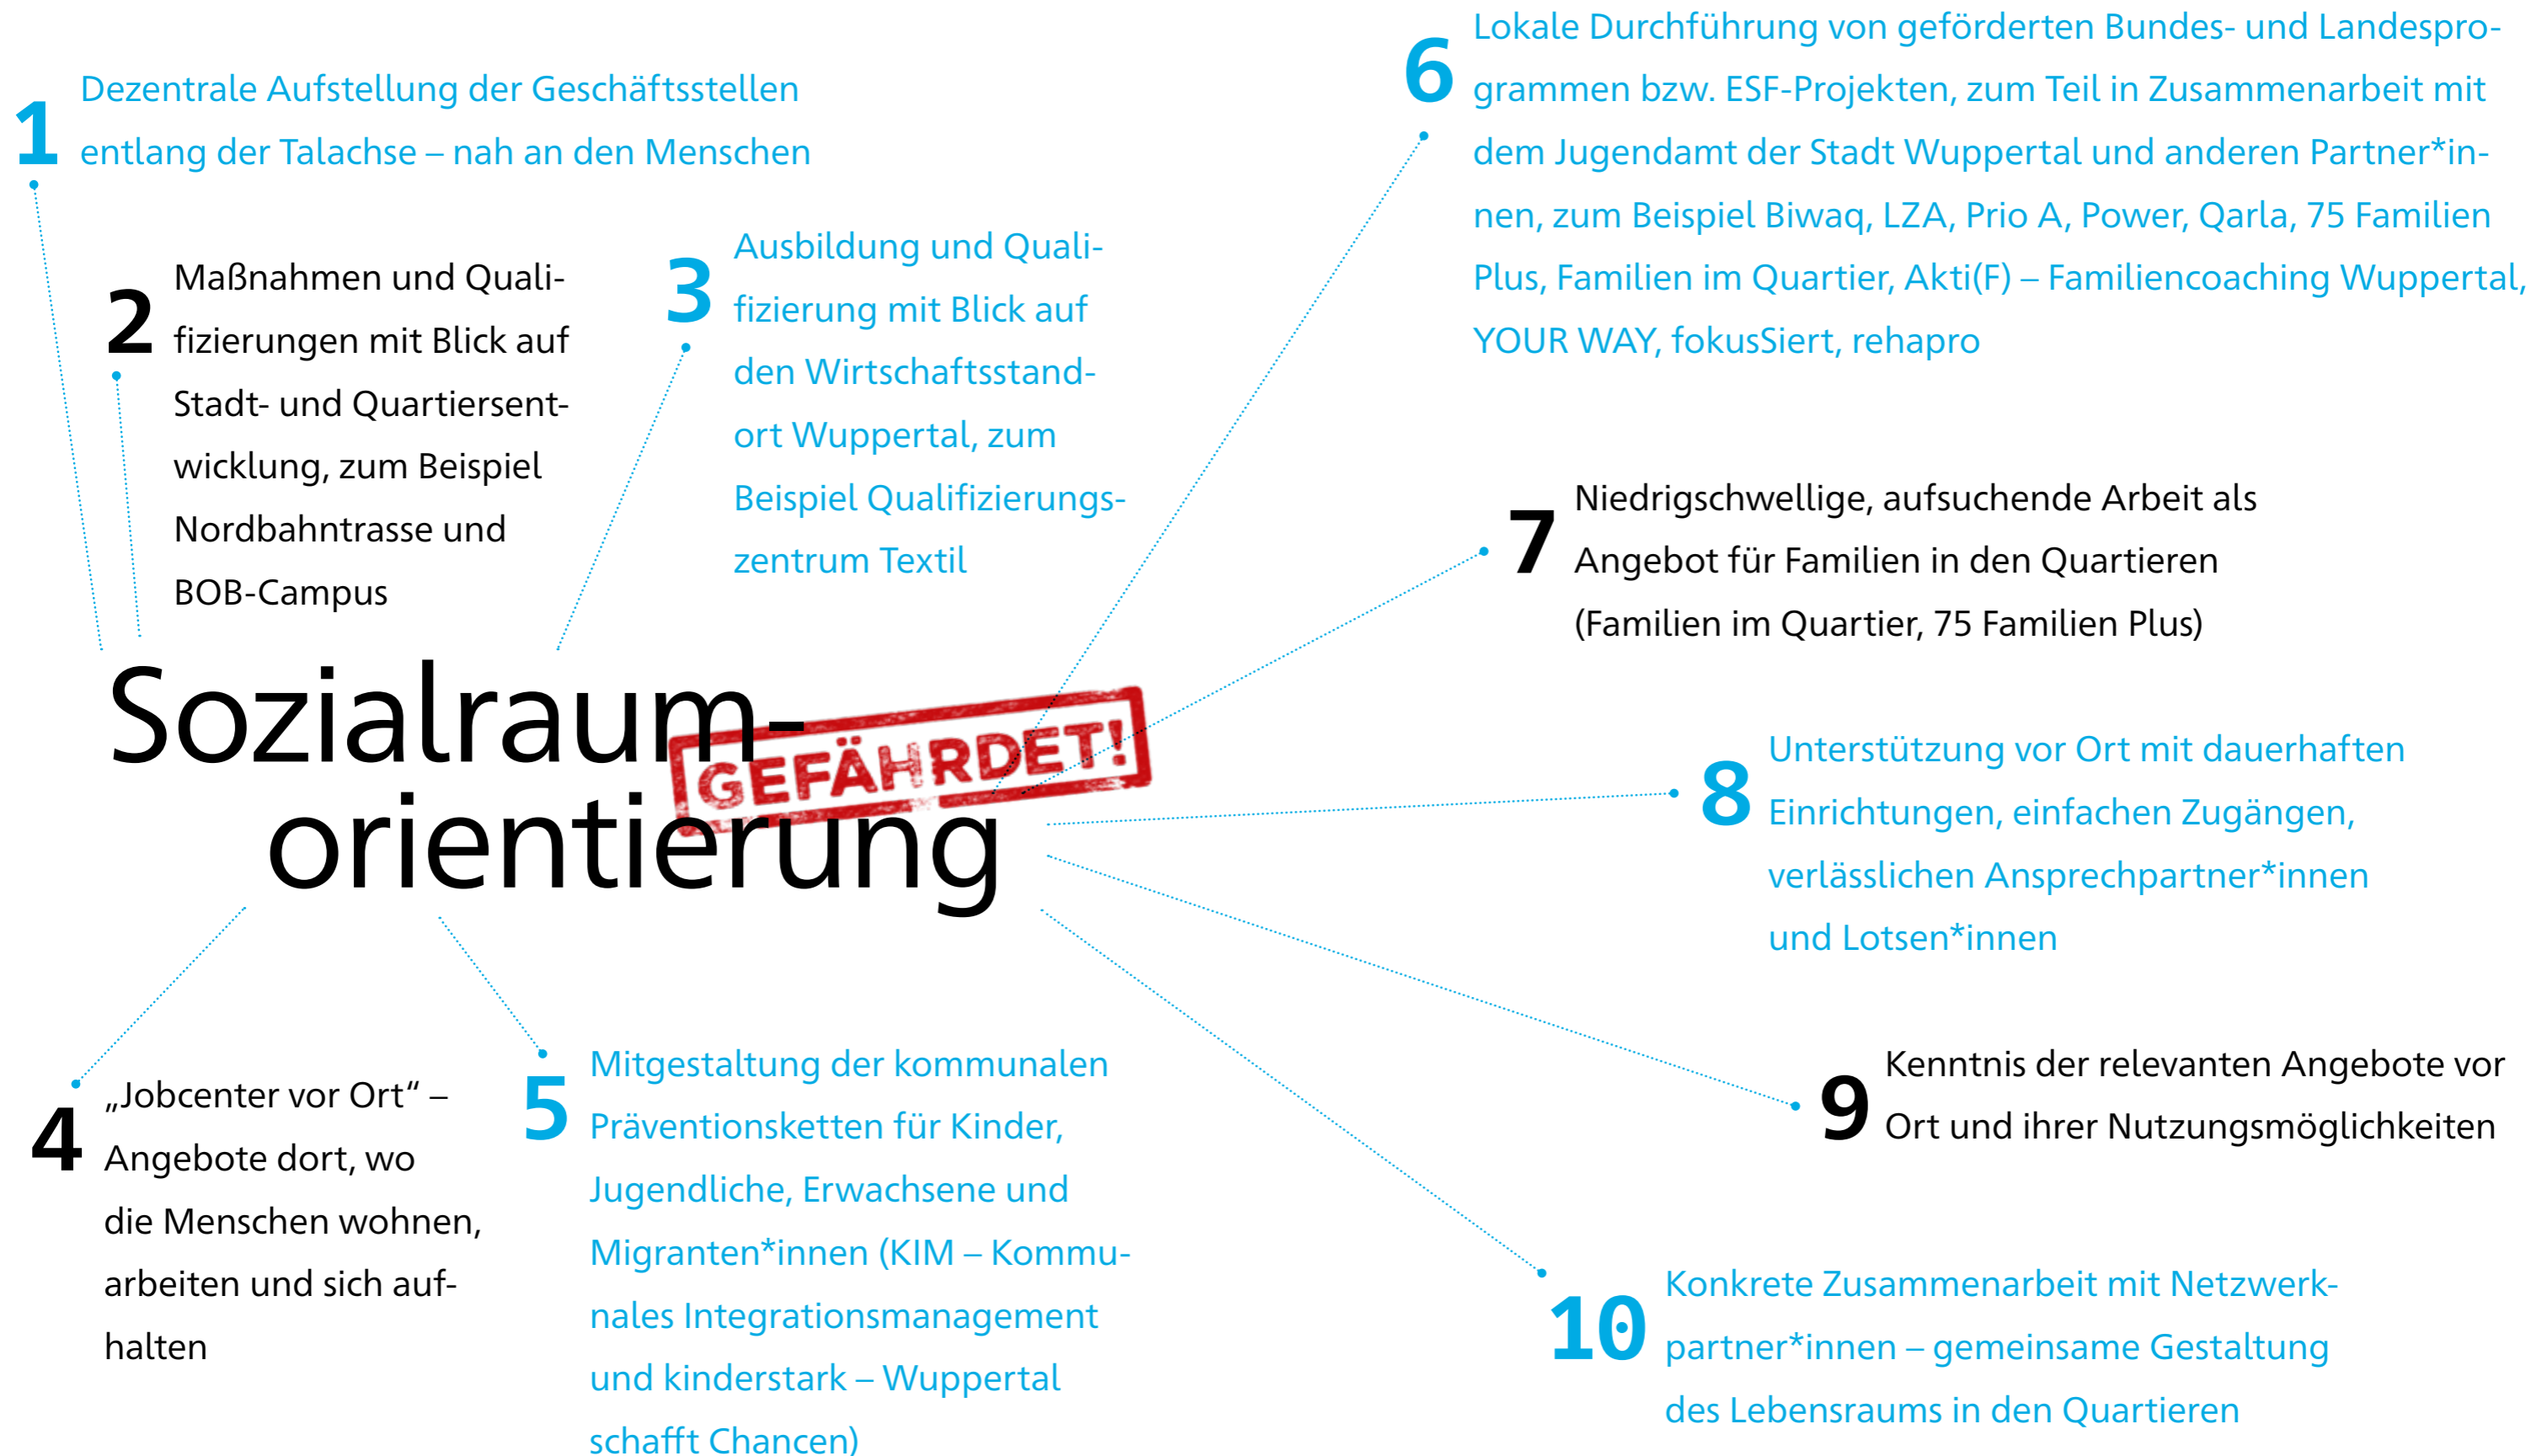 1
Dezentrale Aufstellung der Geschäftsstellen
entlang der Talachse – nah an den Menschen
2
Maßnahmen und Quali-
fizierungen mit Blick auf
Stadt- und Quartiersent-
wicklung, zum Beispiel
Nordbahntrasse und
BOB-Campus
3
Ausbildung und Quali-
fizierung mit Blick auf
den Wirtschaftsstand-
ort Wuppertal, zum
Beispiel Qualifizierungs-
zentrum Textil
Sozialraum-
orientierung
GEFÄHRDET!
4
„Jobcenter vor Ort“ –
Angebote dort, wo
die Menschen wohnen,
arbeiten und sich auf-
halten
5
Mitgestaltung der kommunalen
Präventionsketten für Kinder,
Jugendliche, Erwachsene und
Migranten*innen (KIM – Kommu-
nales Integrationsmanagement
und kinderstark – Wuppertal
schafft Chancen)
6
Lokale Durchführung von geförderten Bundes- und Landespro-
grammen bzw. ESF-Projekten, zum Teil in Zusammenarbeit mit
dem Jugendamt der Stadt Wuppertal und anderen Partner*in-
nen, zum Beispiel Biwaq, LZA, Prio A, Power, Qarla, 75 Familien
Plus, Familien im Quartier, Akti(F) – Familiencoaching Wuppertal,
YOUR WAY, fokusSiert, rehapro
7
Niedrigschwellige, aufsuchende Arbeit als
Angebot für Familien in den Quartieren
(Familien im Quartier, 75 Familien Plus)
8
Unterstützung vor Ort mit dauerhaften
Einrichtungen, einfachen Zugängen,
verlässlichen Ansprechpartner*innen
und Lotsen*innen
9
Kenntnis der relevanten Angebote vor
Ort und ihrer Nutzungsmöglichkeiten
10
Konkrete Zusammenarbeit mit Netzwerk-
partner*innen – gemeinsame Gestaltung
des Lebensraums in den Quartieren